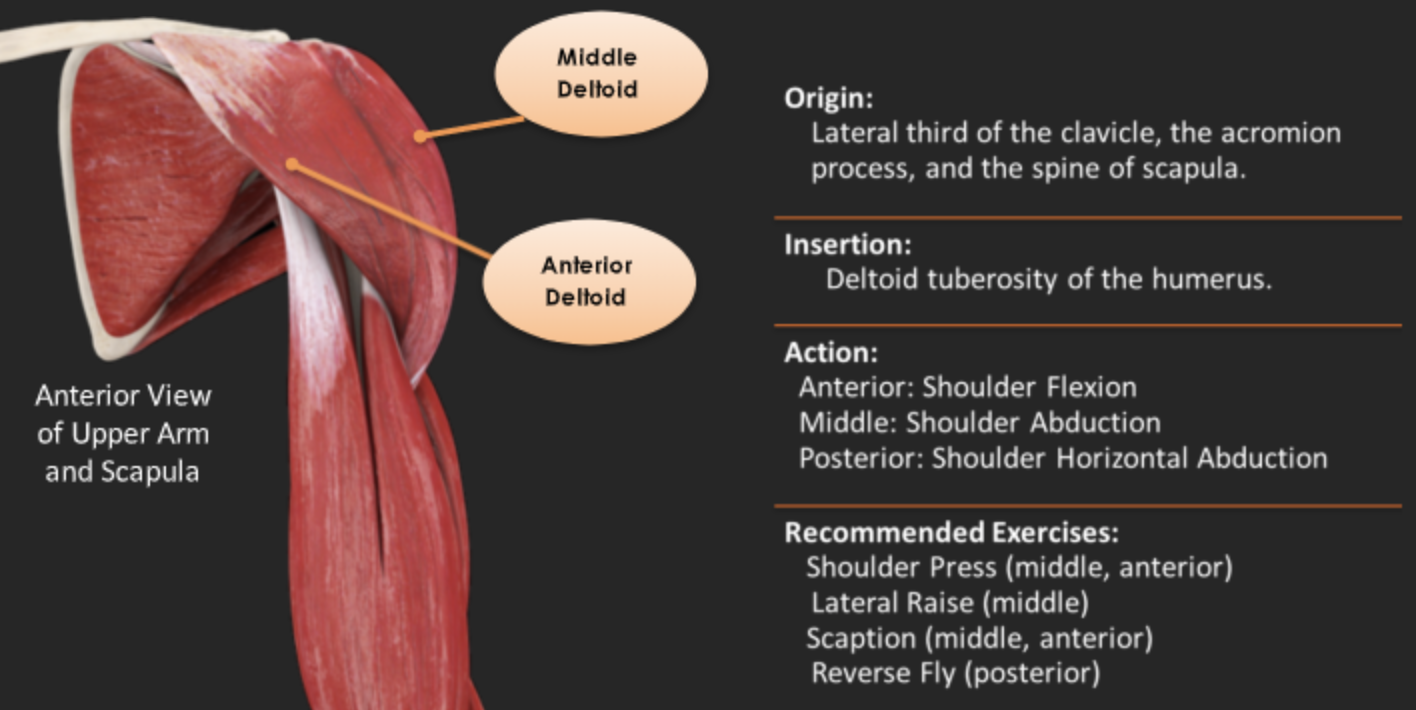 Middle
Deltoid
Anterior
Deltoid
Anterior View
of Upper Arm
and Scapula
Origin:
Lateral third of the clavicle, the acromion
process, and the spine of scapula.
Insertion:
Deltoid tuberosity of the humerus.
Action:
Anterior: Shoulder Flexion
Middle: Shoulder Abduction
Posterior: Shoulder Horizontal Abduction
Recommended Exercises:
Shoulder Press (middle, anterior)
Lateral Raise (middle)
Scaption (middle, anterior)
Reverse Fly (posterior)